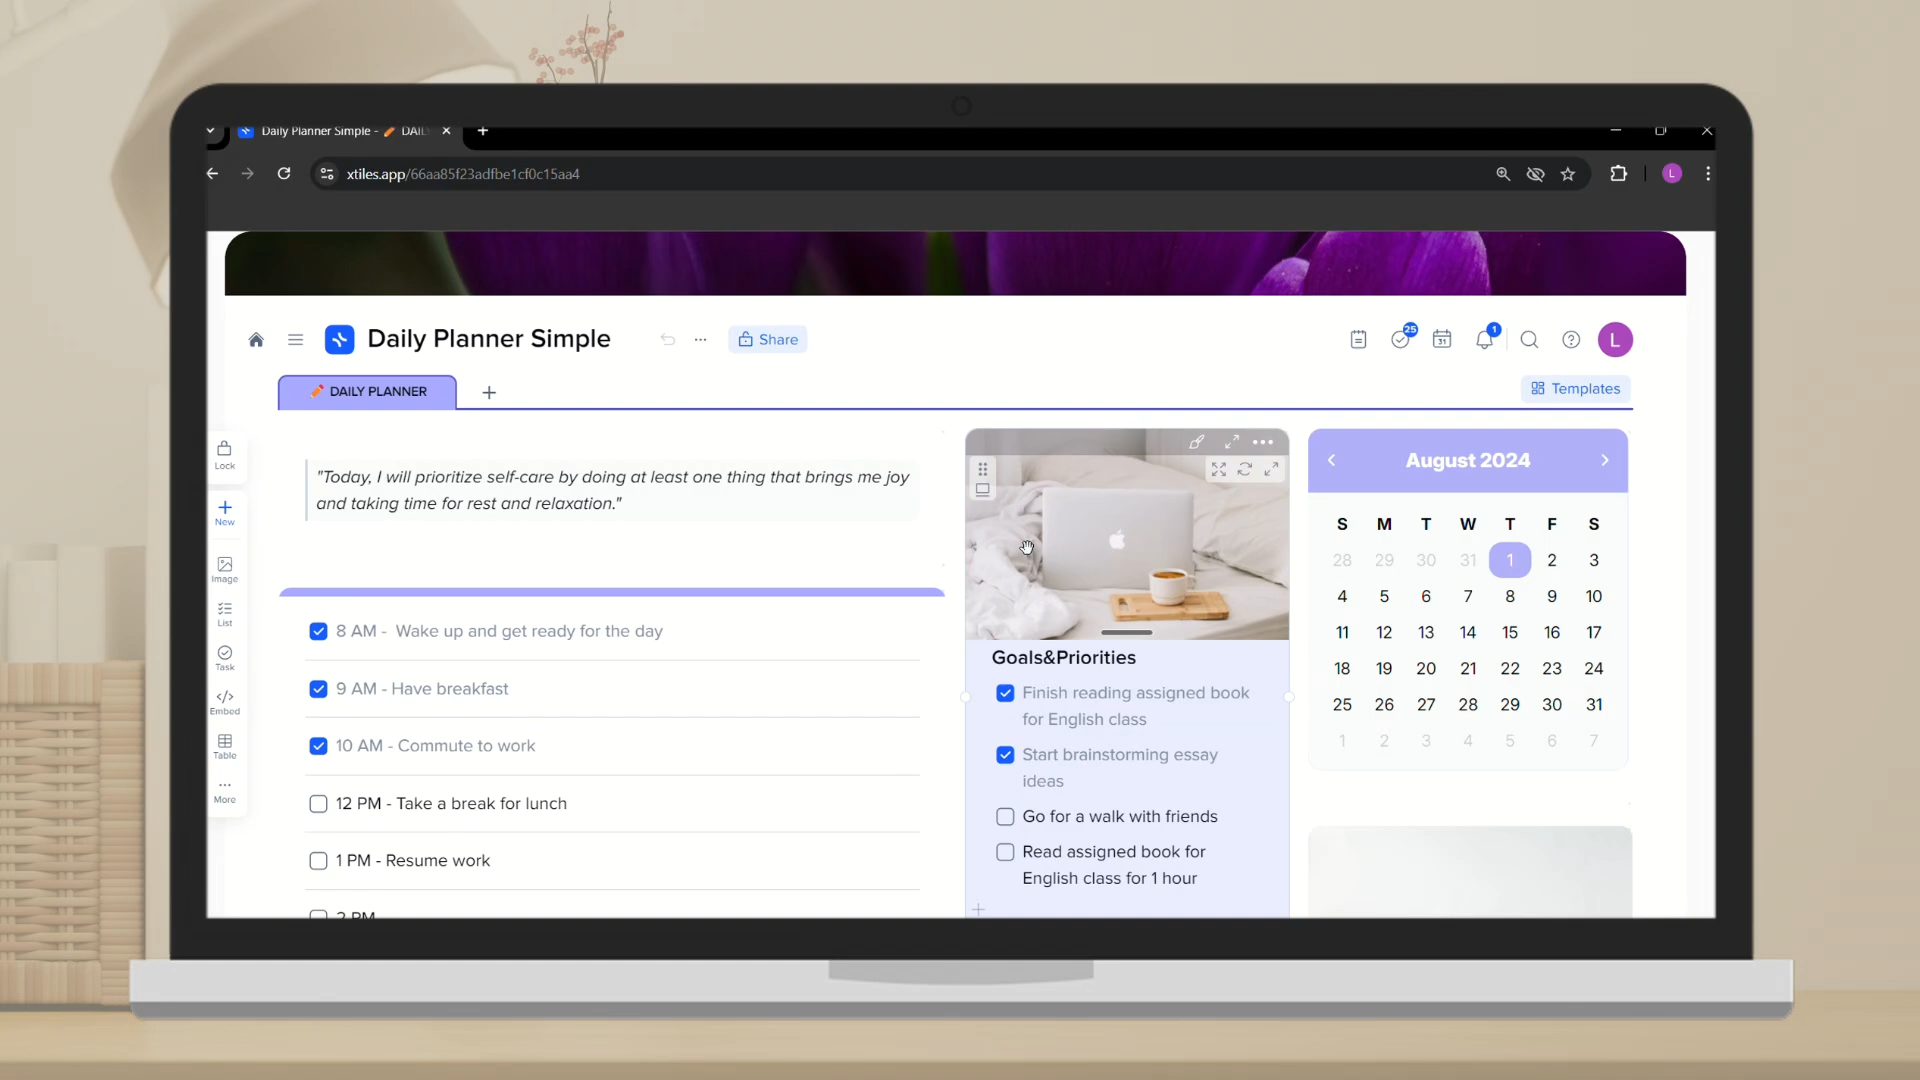 Daily Planner Simple - DAIL
xtiles.app/66aa85f23adfbe1cf0c15aa4
L
Daily Planner Simple
Share
25
31
1
L
DAILY PLANNER
Templates
Lock
New
Image
List
Task
Embed
Table
More
"Today, I will prioritize self-care by doing at least one thing that brings me joy
and taking time for rest and relaxation."
8 AM - Wake up and get ready for the day
9 AM - Have breakfast
10 AM - Commute to work
12 PM - Take a break for lunch
1 PM - Resume work
2 PM
Goals&Priorities
Finish reading assigned book
for English class
Start brainstorming essay
ideas
Go for a walk with friends
Read assigned book for
English class for 1 hour
August 2024
S M T W T F S
28 29 30 31 1 2 3
4 5 6 7 8 9 10
11 12 13 14 15 16 17
18 19 20 21 22 23 24
25 26 27 28 29 30 31
1 2 3 4 5 6 7